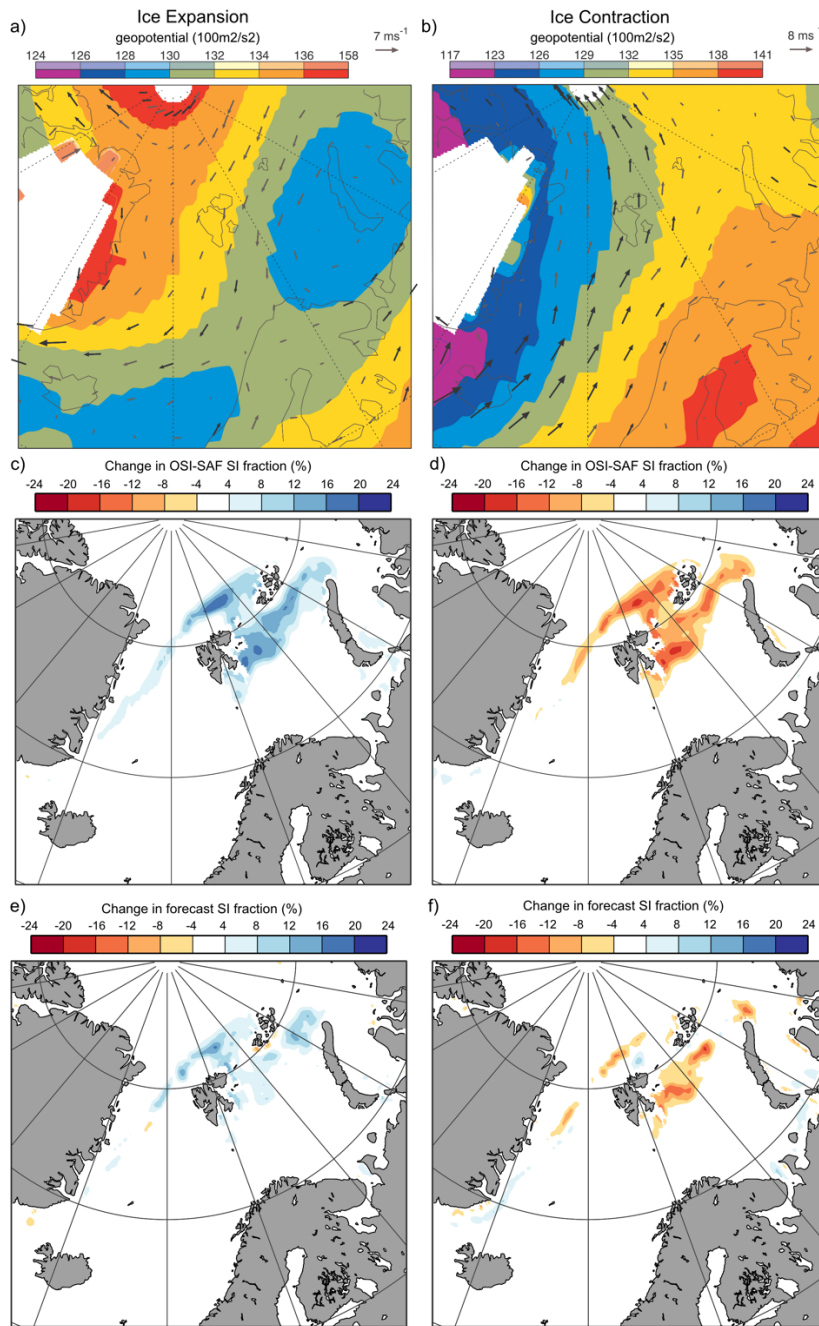 Ice Expansion
a)
geopotential (100m2/s2)
7 ms-1
124 126 128 130 132 134 136 158
Ice Contraction
b)
geopotential (100m2/s2)
8 ms-1
117 123 126 129 132 135 138 141
c)
Change in OSI-SAF SI fraction (%)
-24 -20 -16 -12 -8 -4 4 8 12 16 20 24
d)
Change in OSI-SAF SI fraction (%)
-24 -20 -16 -12 -8 -4 4 8 12 16 20 24
e)
Change in forecast SI fraction (%)
-24 -20 -16 -12 -8 -4 4 8 12 16 20 24
f)
Change in forecast SI fraction (%)
-24 -20 -16 -12 -8 -4 4 8 12 16 20 24